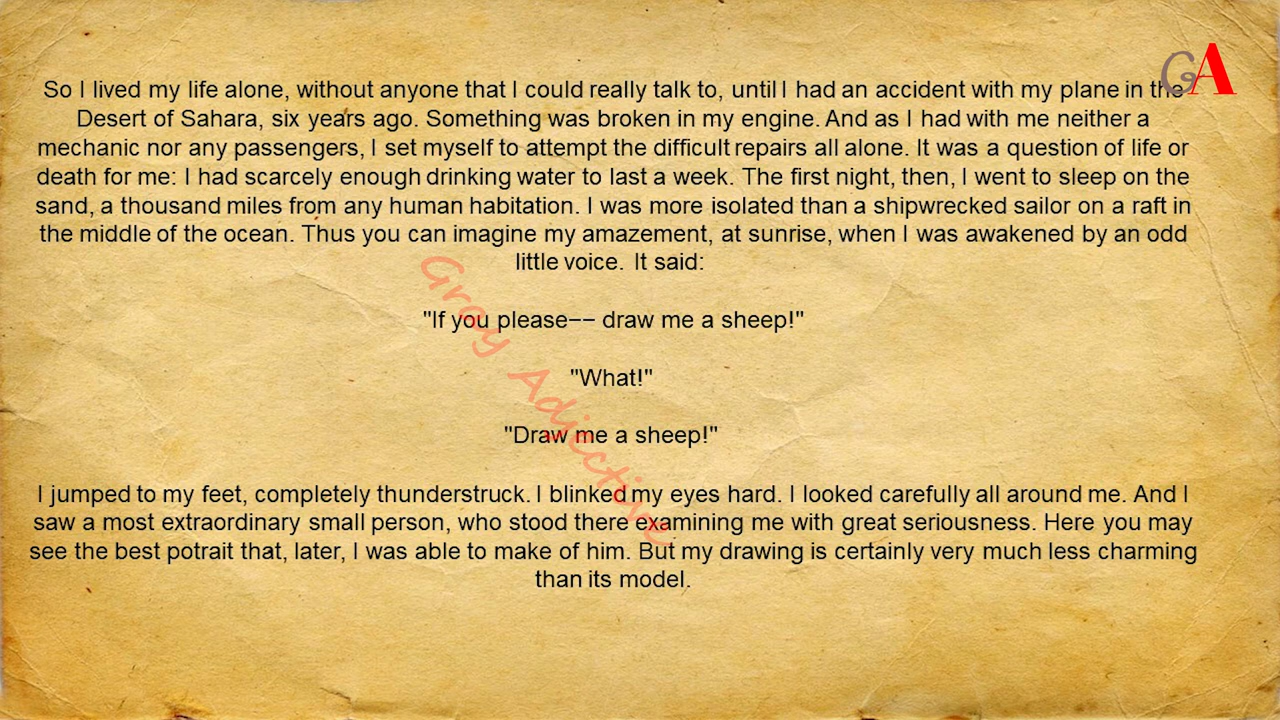 GA
So I lived my life alone, without anyone that I could really talk to, until I had an accident with my plane in the
Desert of Sahara, six years ago. Something was broken in my engine. And as I had with me neither a
mechanic nor any passengers, I set myself to attempt the difficult repairs all alone. It was a question of life or
death for me: I had scarcely enough drinking water to last a week. The first night, then, I went to sleep on the
sand, a thousand miles from any human habitation. I was more isolated than a shipwrecked sailor on a raft in
the middle of the ocean. Thus you can imagine my amazement, at sunrise, when I was awakened by an odd
little voice. It said:
"If you please−− draw me a sheep!"
"What!"
"Draw me a sheep!"
I jumped to my feet, completely thunderstruck. I blinked my eyes hard. I looked carefully all around me. And I
saw a most extraordinary small person, who stood there examining me with great seriousness. Here you may
see the best potrait that, later, I was able to make of him. But my drawing is certainly very much less charming
than its model.
Gray Adjective